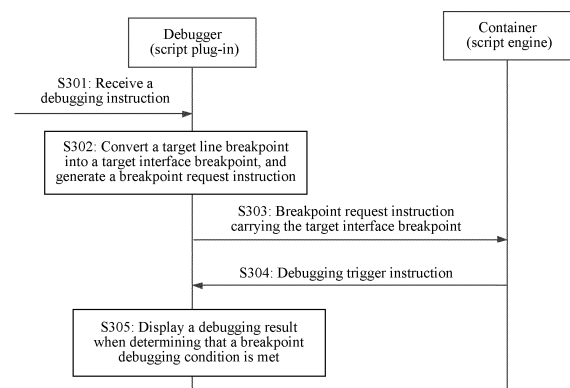 Debugger
(script plug-in)
Container
(script engine)
S301: Receive a
debugging instruction
S302: Convert a target line breakpoint
into a target interface breakpoint, and
generate a breakpoint request instruction
S303: Breakpoint request instruction
carrying the target interface breakpoint
S304: Debugging trigger instruction
S305: Display a debugging result
when determining that a breakpoint
debugging condition is met